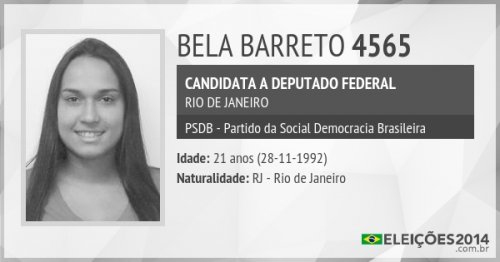 BELA BARRETO 4565
CANDIDATA A DEPUTADO FEDERAL
RIO DE JANEIRO
PSDB - Partido da Social Democracia Brasileira
Idade: 21 anos (28-11-1992)
Naturalidade: RJ - Rio de Janeiro
ELEIÇÕES2014
.com.br